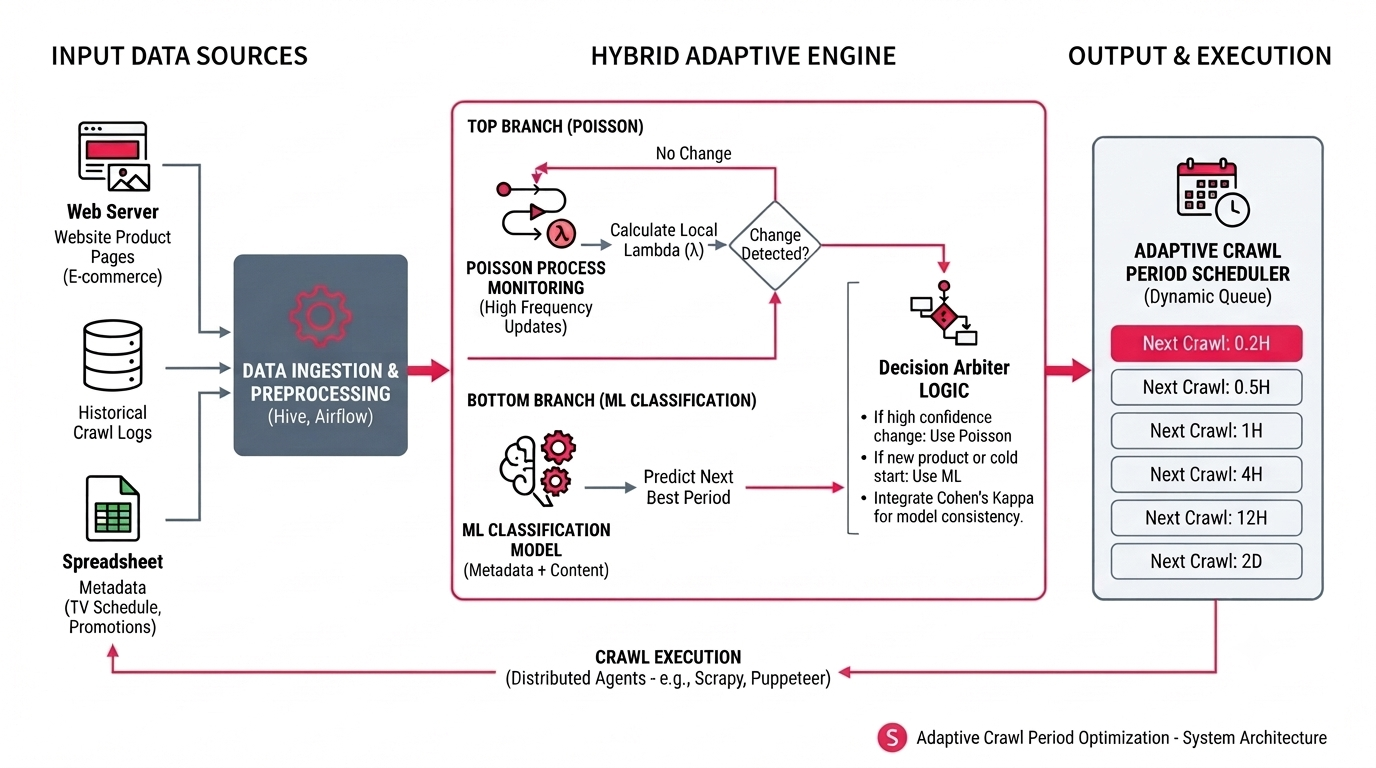 INPUT DATA SOURCES
HYBRID ADAPTIVE ENGINE
OUTPUT & EXECUTION
Web Server
Website Product
Pages
(E-commerce)
Historical
Crawl Logs
Spreadsheet
Metadata
(TV Schedule,
Promotions)
DATA INGESTION &
PREPROCESSING
(Hive, Airflow)
TOP BRANCH (POISSON)
No Change
λ
Calculate Local
Lambda (λ)
Change
Detected?
POISSON PROCESS
MONITORING
(High Frequency
Updates)
BOTTOM BRANCH (ML CLASSIFICATION)
Predict Next
Best Period
ML CLASSIFICATION
MODEL
(Metadata + Content)
Decision Arbiter
LOGIC
• If high confidence
change: Use Poisson
• If new product or cold
start: Use ML
• Integrate Cohen's Kappa
for model consistency.
ADAPTIVE CRAWL
PERIOD SCHEDULER
(Dynamic Queue)
Next Crawl: 0.2H
Next Crawl: 0.5H
Next Crawl: 1H
Next Crawl: 4H
Next Crawl: 12H
Next Crawl: 2D
CRAWL EXECUTION
(Distributed Agents - e.g., Scrapy, Puppeteer)
S
Adaptive Crawl Period Optimization - System Architecture